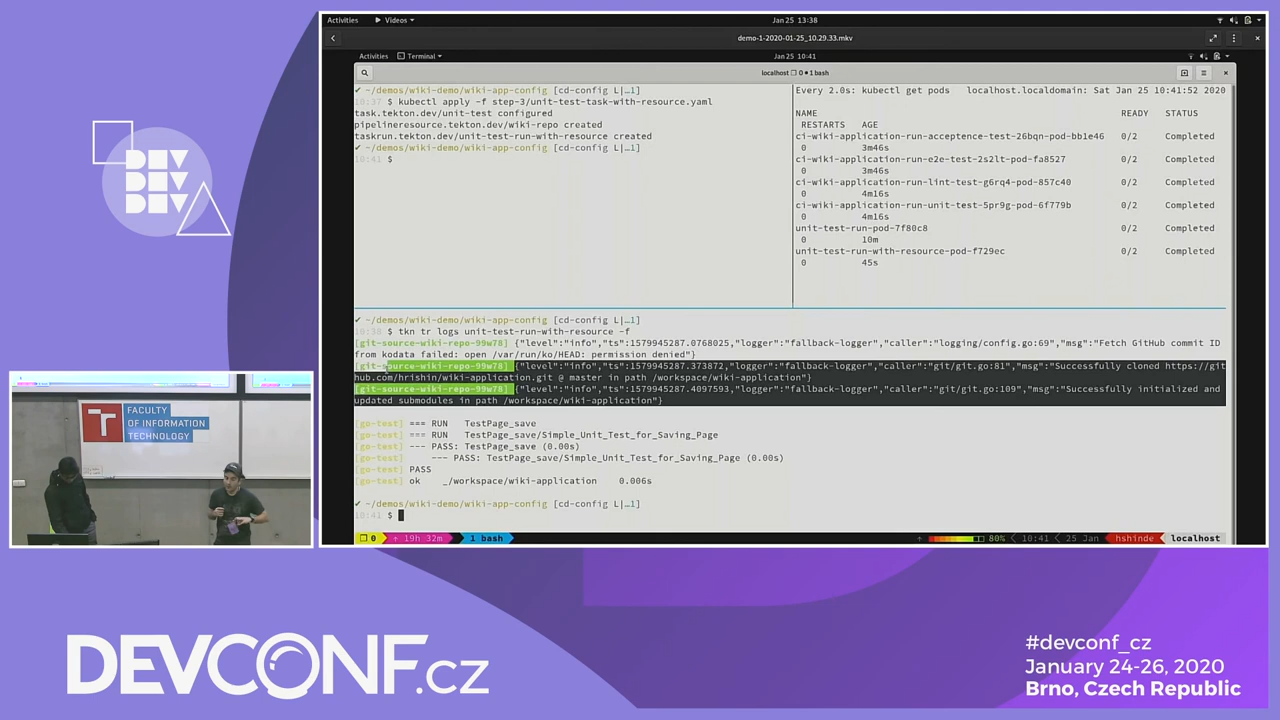 Activities Videos Jan 25 13:38
demo-1-2020-01-25_10.29.33.mkv
Activities Terminal Jan 25 10:41
localhost 0 1 bash
✔ ~/demos/wiki-demo/wiki-app-config [cd-config L|…1]
10:37 $ kubectl apply -f step-3/unit-test-task-with-resource.yaml
task.tekton.dev/unit-test configured
pipelineresource.tekton.dev/wiki-repo created
taskrun.tekton.dev/unit-test-run-with-resource created
✔ ~/demos/wiki-demo/wiki-app-config [cd-config L|…1]
10:41 $
Every 2.0s: kubectl get pods localhost.localdomain: Sat Jan 25 10:41:52 2020
NAME READY STATUS
RESTARTS AGE
ci-wiki-application-run-acceptance-test-26bqn-pod-bb1e46 0/2 Completed
0 3m46s
ci-wiki-application-run-e2e-test-2s2lt-pod-fa8527 0/2 Completed
0 3m46s
ci-wiki-application-run-lint-test-g6rq4-pod-857c40 0/2 Completed
0 4m16s
ci-wiki-application-run-unit-test-5pr9g-pod-6f779b 0/2 Completed
0 4m16s
unit-test-run-pod-7f80c8 0/2 Completed
0 10m
unit-test-run-with-resource-pod-f729ec 0/2 Completed
0 45s
✔ ~/demos/wiki-demo/wiki-app-config [cd-config L|…1]
10:38 $ tkn tr logs unit-test-run-with-resource -f
[git-source-wiki-repo-99w78] {"level":"info","ts":1579945287.0768025,"logger":"fallback-logger","caller":"logging/config.go:69","msg":"Fetch GitHub commit ID
from kodata failed: open /var/run/ko/HEAD: permission denied"}
[git-source-wiki-repo-99w78] {"level":"info","ts":1579945287.373872,"logger":"fallback-logger","caller":"git/git.go:81","msg":"Successfully cloned https://git
hub.com/hrishin/wiki-application.git @ master in path /workspace/wiki-application"}
[git-source-wiki-repo-99w78] {"level":"info","ts":1579945287.4097593,"logger":"fallback-logger","caller":"git/git.go:109","msg":"Successfully initialized and
updated submodules in path /workspace/wiki-application"}
[go-test] === RUN TestPage_save
[go-test] === RUN TestPage_save/Simple_Unit_Test_for_Saving_Page
[go-test] --- PASS: TestPage_save (0.00s)
[go-test] --- PASS: TestPage_save/Simple_Unit_Test_for_Saving_Page (0.00s)
[go-test] PASS
[go-test] ok _/workspace/wiki-application 0.006s
✔ ~/demos/wiki-demo/wiki-app-config [cd-config L|…1]
10:41 $
0 ↑ 19h 32m 1 bash ↑ 80% 10:41 25 Jan hshinde localhost
DEV
DEV
DEV
FACULTY
OF INFORMATION
TECHNOLOGY
DEVCONF.cz
#devconf_cz
January 24-26, 2020
Brno, Czech Republic